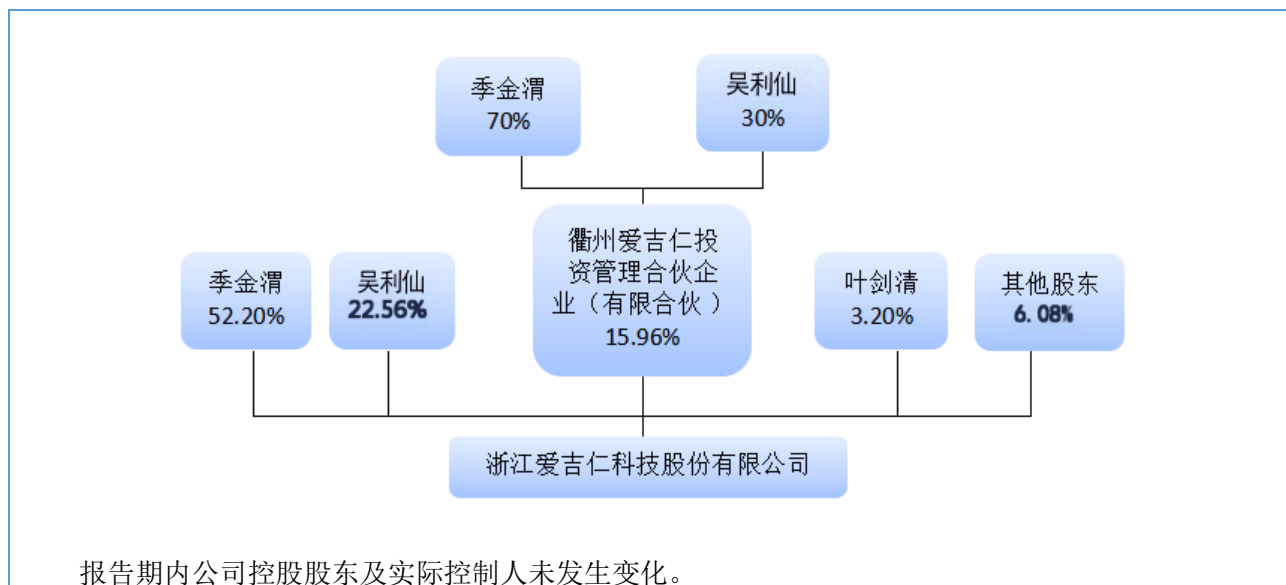 季金渭
70%
吴利仙
30%
衢州爱吉仁投
资管理合伙企
业（有限合伙 ）
15.96%
季金渭
52.20%
吴利仙
22.56%
叶剑清
3.20%
其他股东
6.08%
浙江爱吉仁科技股份有限公司
报告期内公司控股股东及实际控制人未发生变化。